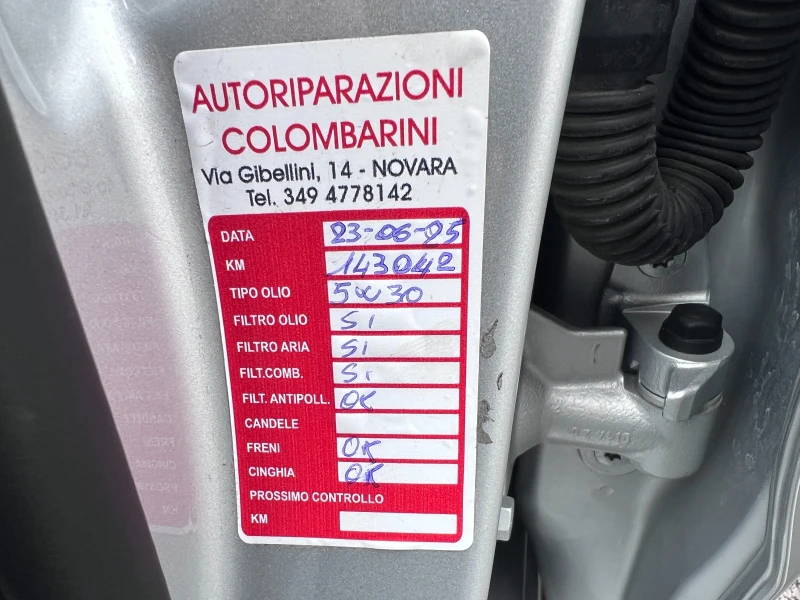 AUTORIPARAZIONI
COLOMBARINI
Via Gibellini, 14 - NOVARA
Tel. 349 4778142
DATA 23-06-25
KM 143042
TIPO OLIO 5W30
FILTRO OLIO SI
FILTRO ARIA SI
FILT.COMB. SI
FILT. ANTIPOLL. OK
CANDELE
FRENI OK
CINGHIA OK
PROSSIMO CONTROLLO
KM